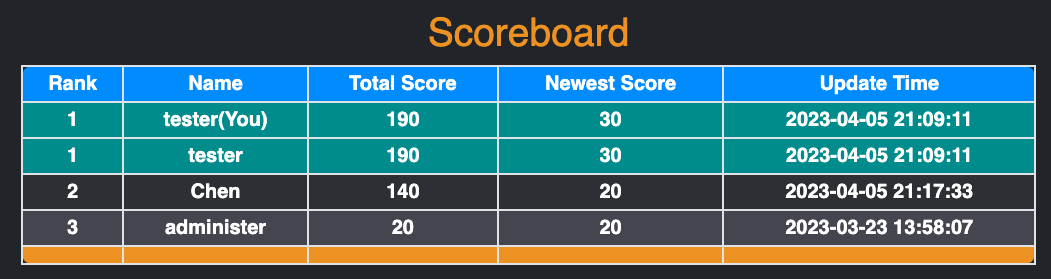 Scoreboard
Rank Name Total Score Newest Score Update Time
1 tester(You) 190 30 2023-04-05 21:09:11
1 tester 190 30 2023-04-05 21:09:11
2 Chen 140 20 2023-04-05 21:17:33
3 administer 20 20 2023-03-23 13:58:07